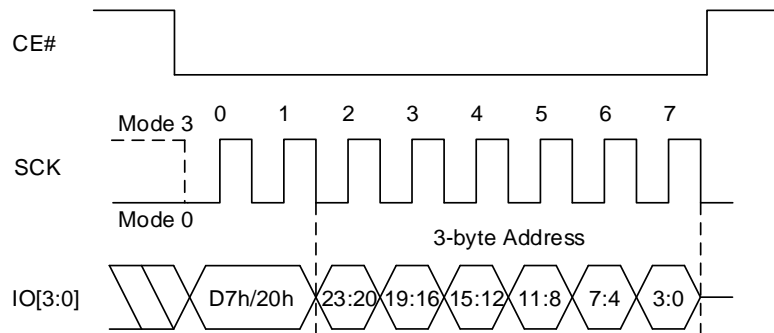 CE#
0 1 2 3 4 5 6 7
Mode 3
SCK
Mode 0
3-byte Address
IO[3:0] D7h/20h 23:20 19:16 15:12 11:8 7:4 3:0